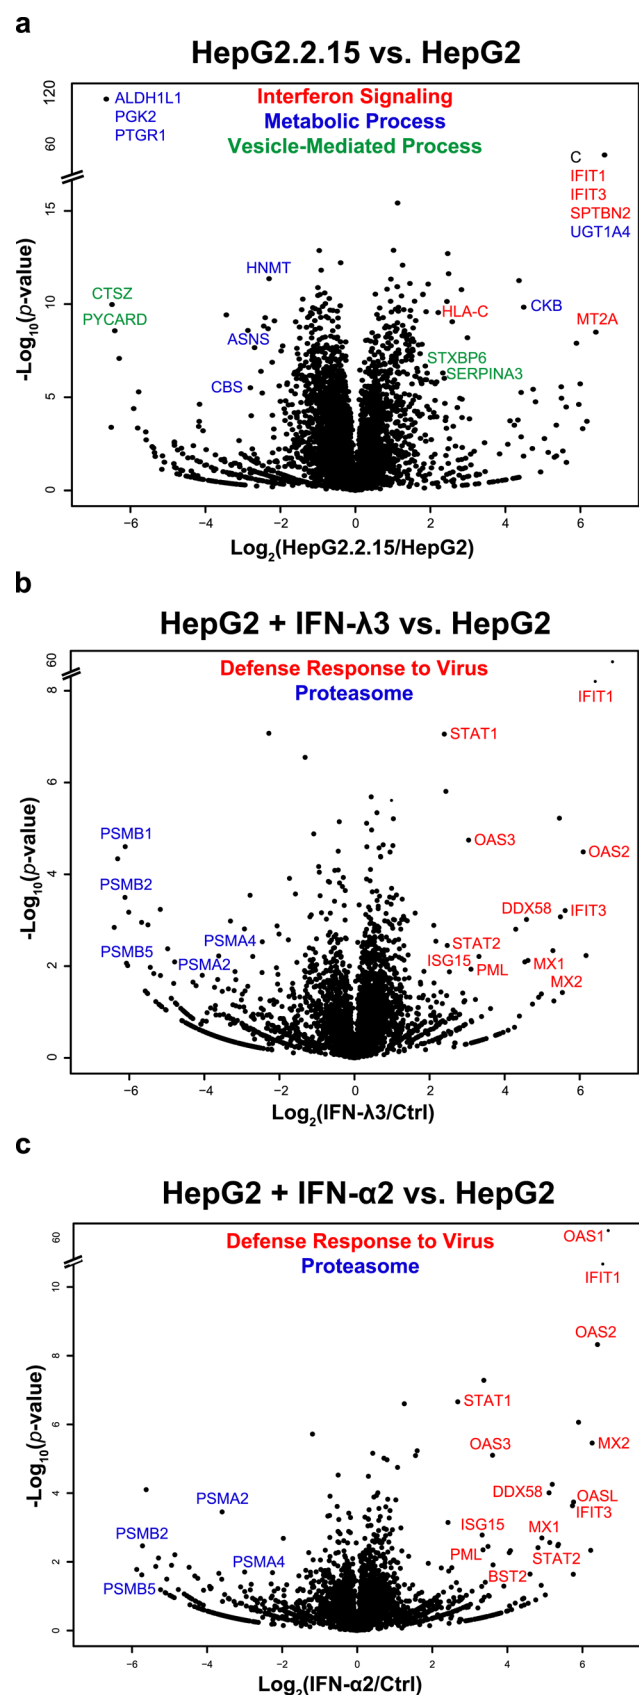 a
HepG2.2.15 vs. HepG2
Interferon Signaling
Metabolic Process
Vesicle-Mediated Process
ALDH1L1
PGK2
PTGR1
C
IFIT1
IFIT3
SPTBN2
UGT1A4
HNMT
CTSZ
PYCARD
ASNS
CBS
HLA-C
CKB
MT2A
STXBP6
SERPINA3
-Log10(p-value)
120
60
15
10
5
0
−6
−4
−2
0
2
4
6
Log2(HepG2.2.15/HepG2)
b
HepG2 + IFN-λ3 vs. HepG2
Defense Response to Virus
Proteasome
IFIT1
STAT1
OAS3
OAS2
PSMB1
PSMB2
PSMB5
PSMA4
PSMA2
DDX58
IFIT3
STAT2
ISG15
PML
MX1
MX2
-Log10(p-value)
60
8
6
4
2
0
−6
−4
−2
0
2
4
6
Log2(IFN-λ3/Ctrl)
c
HepG2 + IFN-α2 vs. HepG2
Defense Response to Virus
Proteasome
OAS1
IFIT1
OAS2
STAT1
OAS3
MX2
DDX58
OASL
IFIT3
ISG15
MX1
PML
STAT2
BST2
PSMA2
PSMB2
PSMA4
PSMB5
-Log10(p-value)
60
10
8
6
4
2
0
−6
−4
−2
0
2
4
6
Log2(IFN-α2/Ctrl)